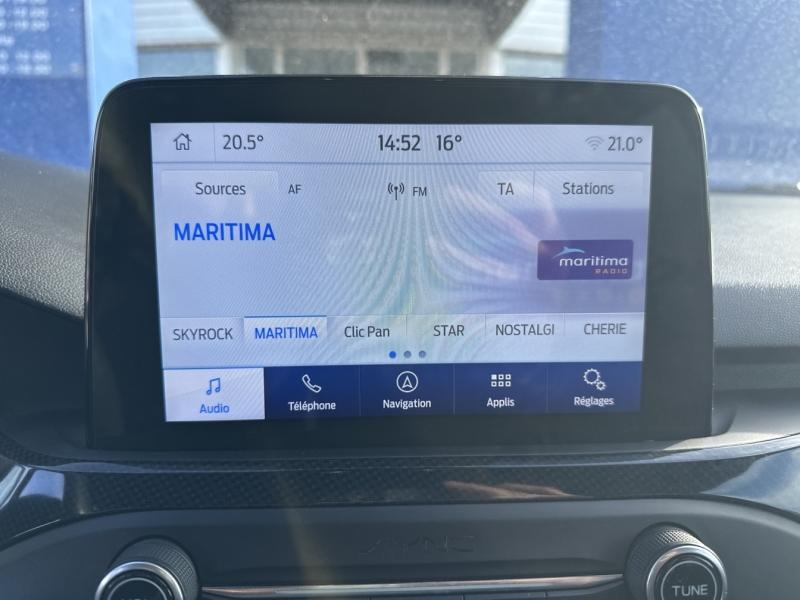 20.5° 14:52 16° 21.0°
Sources AF FM TA Stations
MARITIMA
maritima
RADIO
SKYROCK MARITIMA Clic Pan STAR NOSTALGI CHERIE
Audio Téléphone Navigation Applis Réglages
SYNC
TUNE